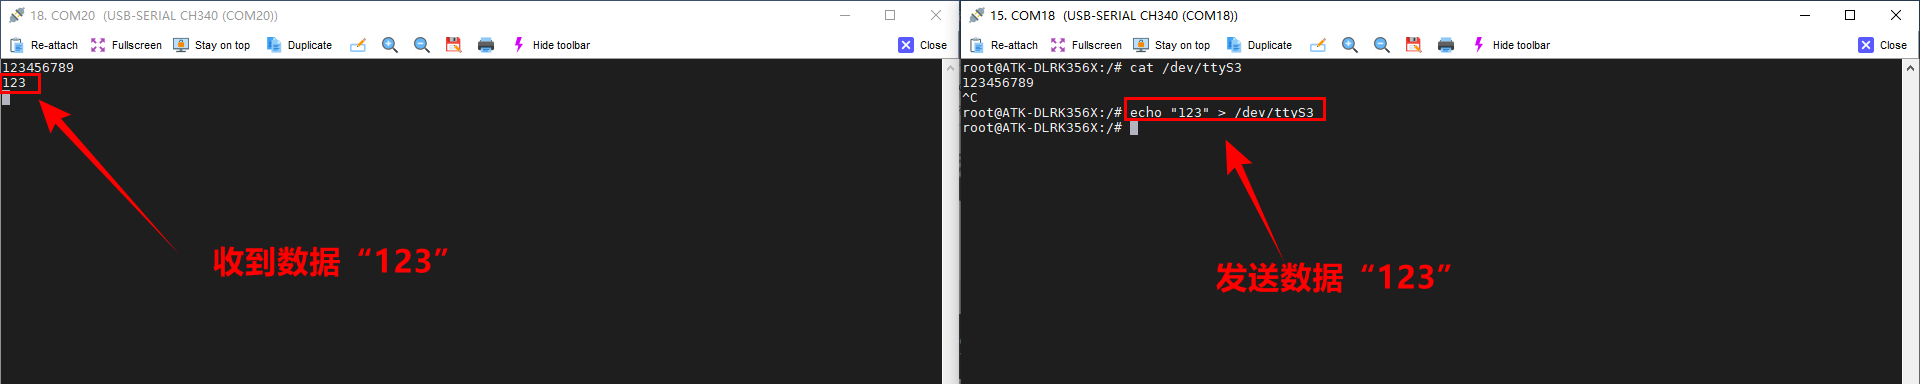 18. COM20 (USB-SERIAL CH340 (COM20))
Re-attach Fullscreen Stay on top Duplicate Hide toolbar Close
123456789
123
收到数据“123”
15. COM18 (USB-SERIAL CH340 (COM18))
Re-attach Fullscreen Stay on top Duplicate Hide toolbar Close
root@ATK-DLRK356X:/# cat /dev/ttyS3
123456789
^C
root@ATK-DLRK356X:/# echo "123" > /dev/ttyS3
root@ATK-DLRK356X:/#
发送数据“123”